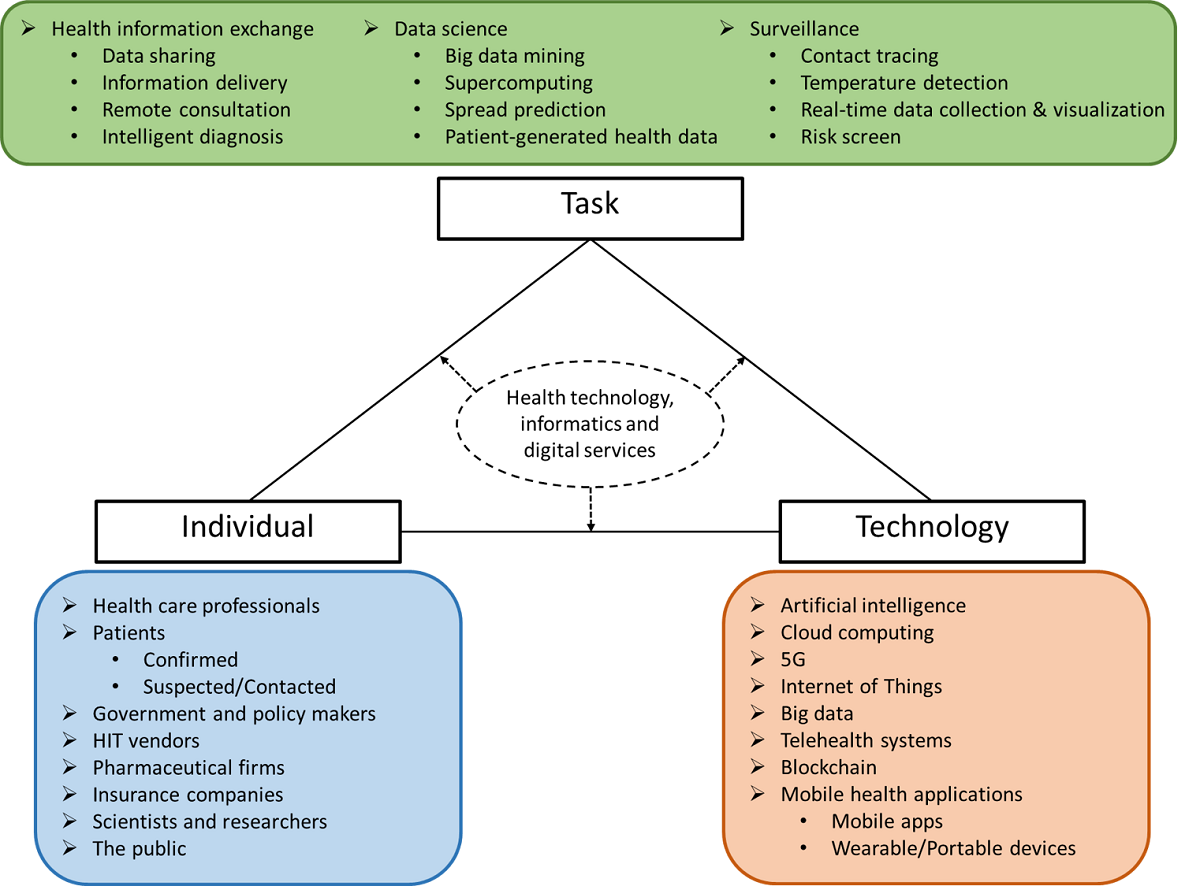 Health information exchange
Data sharing
Information delivery
Remote consultation
Intelligent diagnosis
Data science
Big data mining
Supercomputing
Spread prediction
Patient-generated health data
Surveillance
Contact tracing
Temperature detection
Real-time data collection & visualization
Risk screen
Task
Health technology,
informatics and
digital services
Individual
Technology
Health care professionals
Patients
Confirmed
Suspected/Contacted
Government and policy makers
HIT vendors
Pharmaceutical firms
Insurance companies
Scientists and researchers
The public
Artificial intelligence
Cloud computing
5G
Internet of Things
Big data
Telehealth systems
Blockchain
Mobile health applications
Mobile apps
Wearable/Portable devices